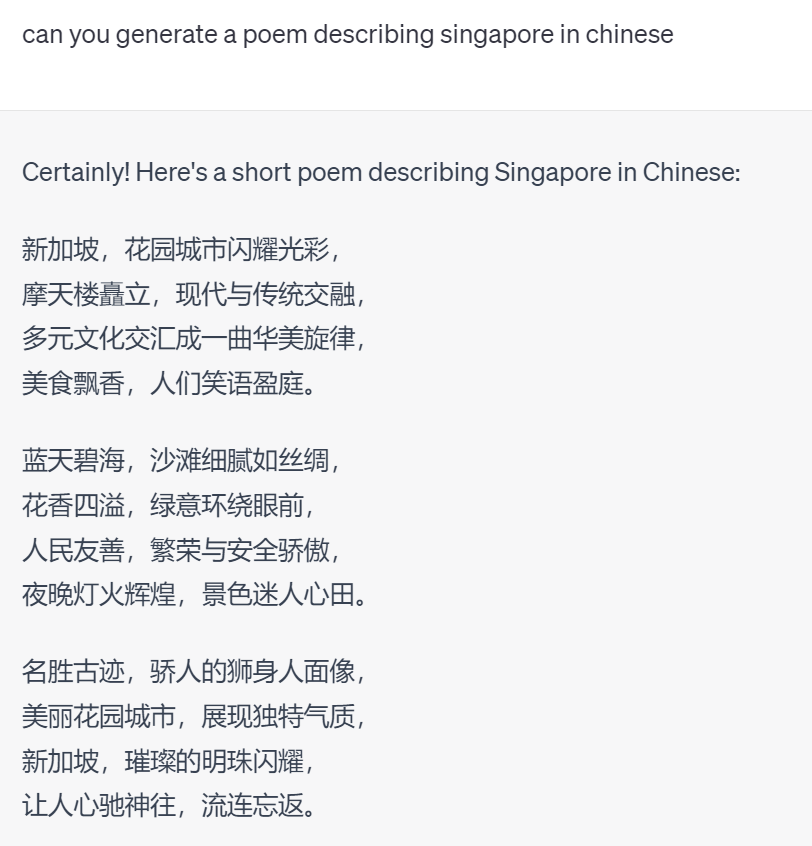 can you generate a poem describing singapore in chinese
Certainly! Here's a short poem describing Singapore in Chinese:
新加坡，花园城市闪耀光彩，
摩天楼矗立，现代与传统交融，
多元文化交汇成一曲华美旋律，
美食飘香，人们笑语盈庭。
蓝天碧海，沙滩细腻如丝绸，
花香四溢，绿意环绕眼前，
人民友善，繁荣与安全骄傲，
夜晚灯火辉煌，景色迷人心田。
名胜古迹，骄人的狮身人面像，
美丽花园城市，展现独特气质，
新加坡，璀璨的明珠闪耀，
让人心驰神往，流连忘返。